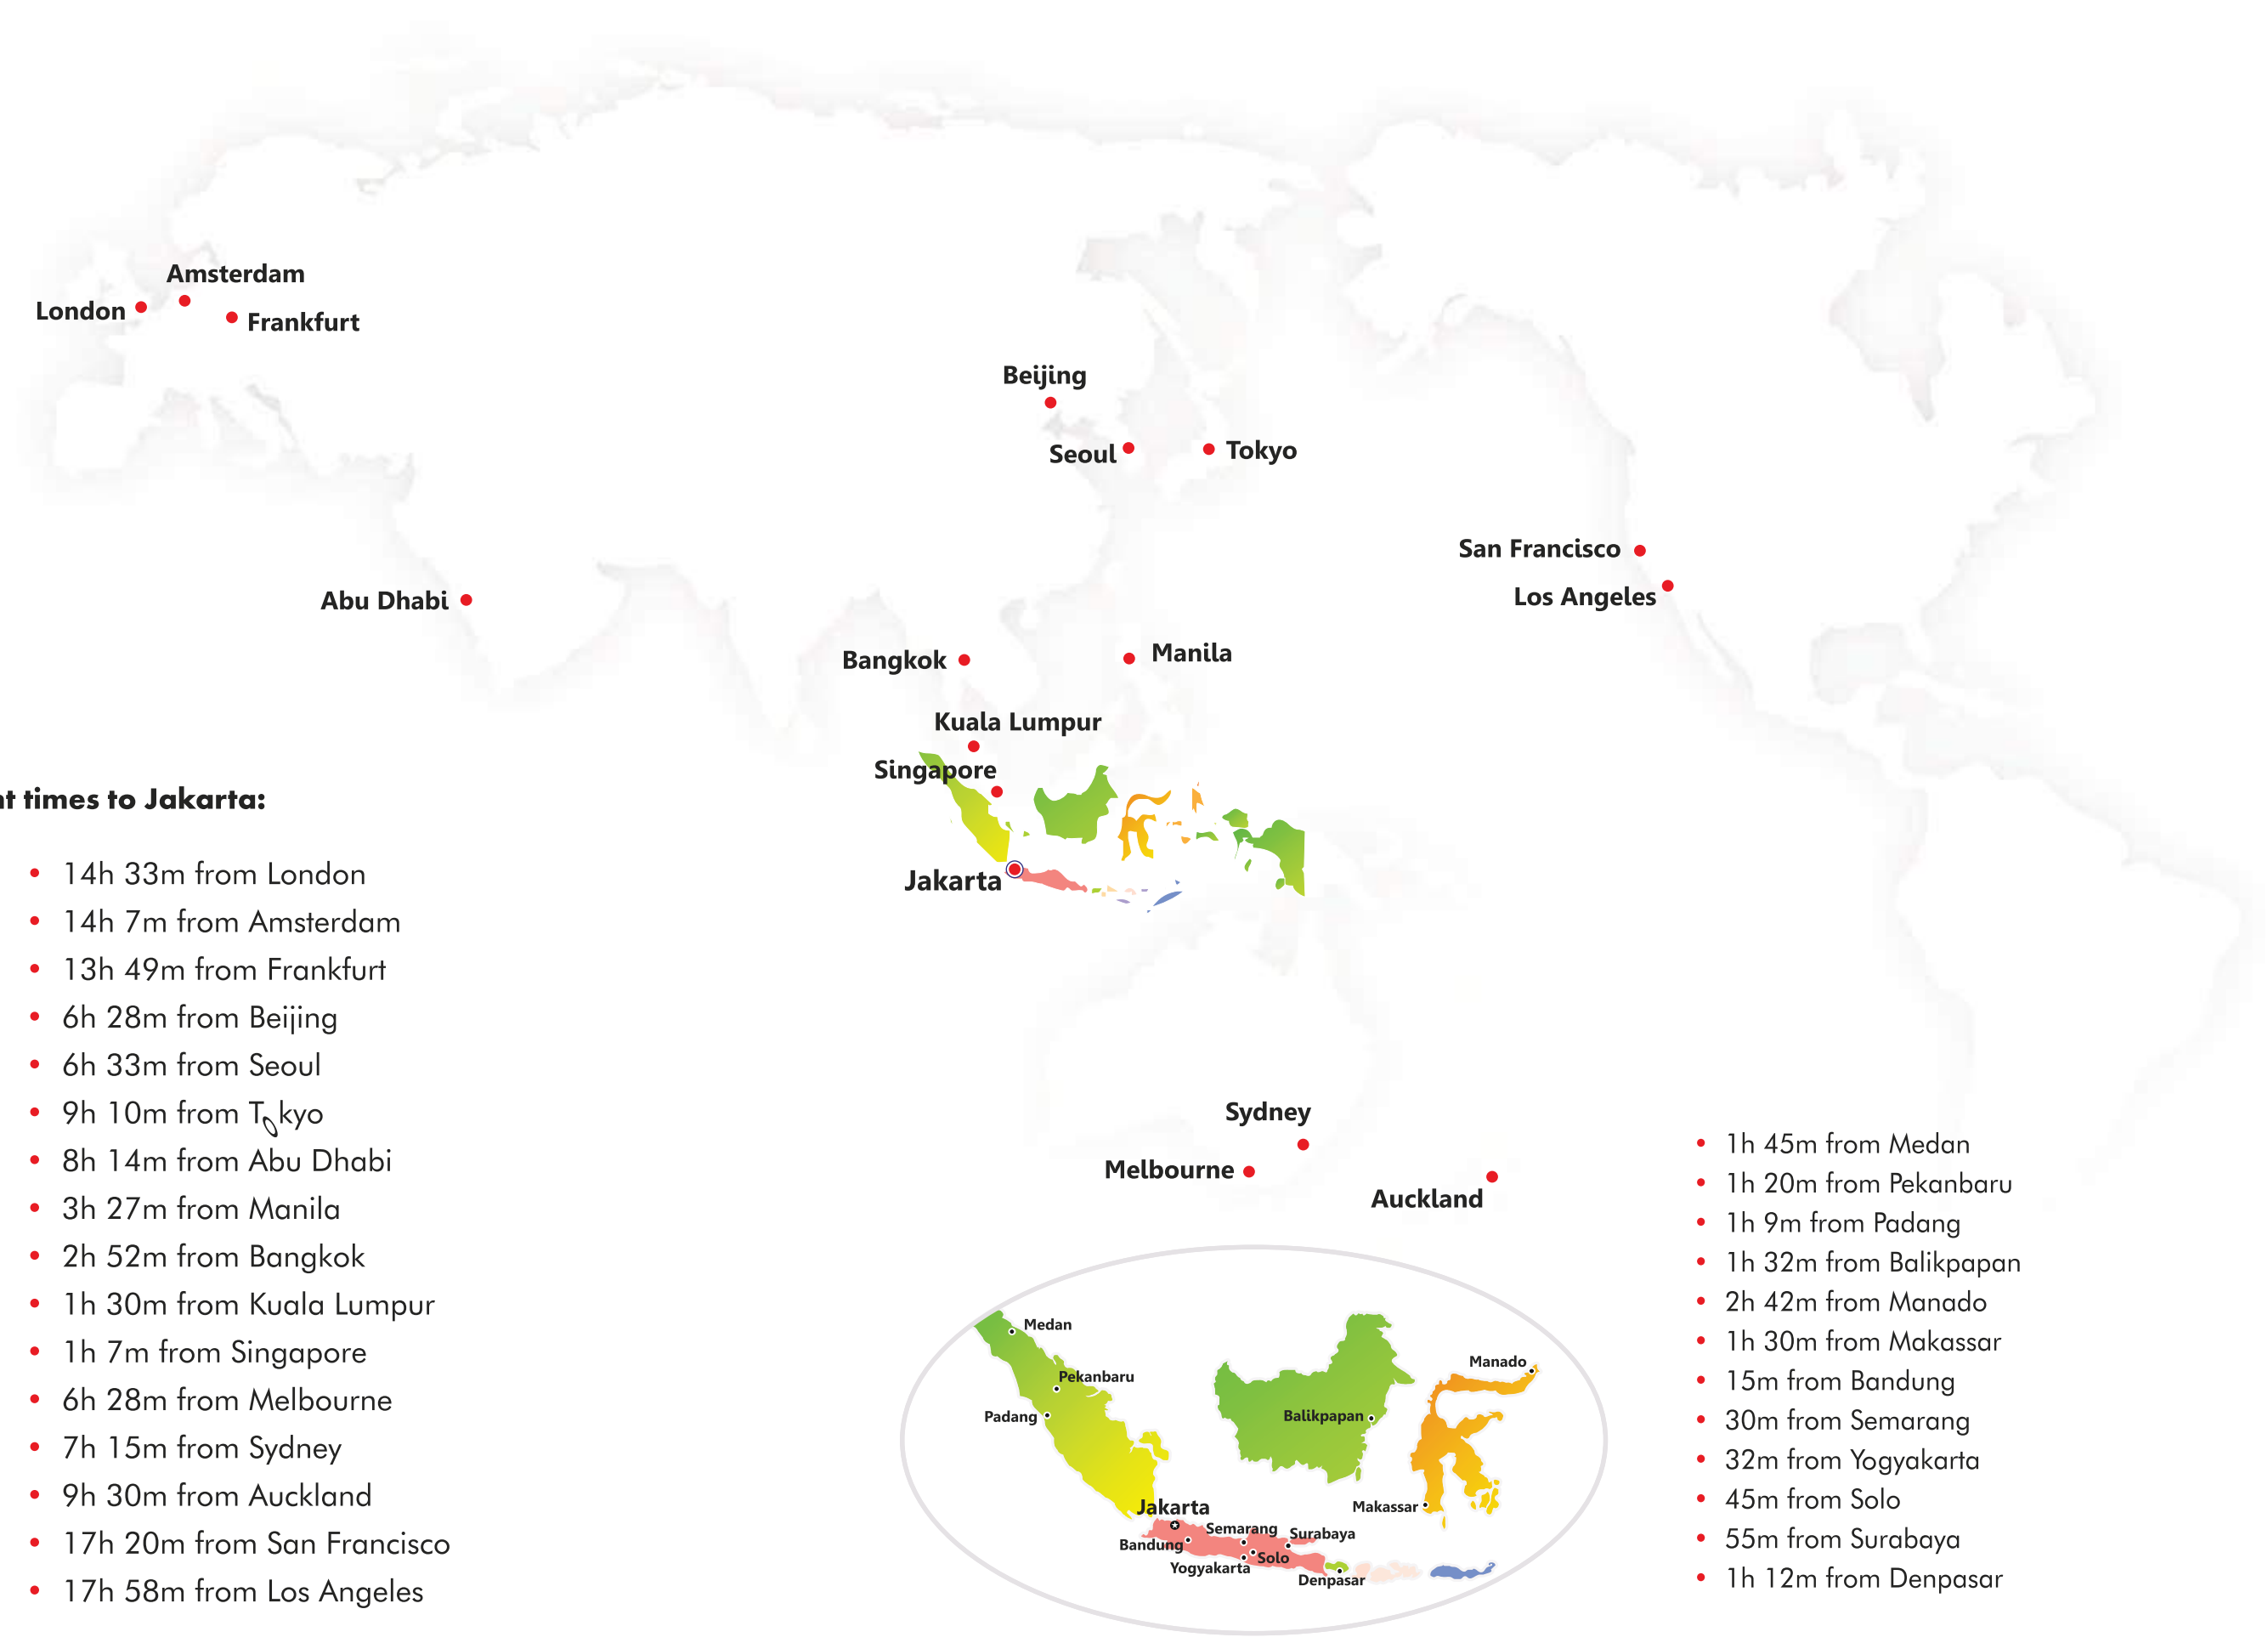 Amsterdam
London
Frankfurt
Beijing
Seoul
Tokyo
San Francisco
Los Angeles
Abu Dhabi
Bangkok
Manila
Kuala Lumpur
Singapore
Jakarta
times to Jakarta:
• 14h 33m from London
• 14h 7m from Amsterdam
• 13h 49m from Frankfurt
• 6h 28m from Beijing
• 6h 33m from Seoul
• 9h 10m from Tokyo
• 8h 14m from Abu Dhabi
• 3h 27m from Manila
• 2h 52m from Bangkok
• 1h 30m from Kuala Lumpur
• 1h 7m from Singapore
• 6h 28m from Melbourne
• 7h 15m from Sydney
• 9h 30m from Auckland
• 17h 20m from San Francisco
• 17h 58m from Los Angeles
Sydney
Melbourne
Auckland
Medan
Pekanbaru
Padang
Balikpapan
Manado
Makassar
Jakarta
Semarang
Surabaya
Bandung
Solo
Yogyakarta
Denpasar
• 1h 45m from Medan
• 1h 20m from Pekanbaru
• 1h 9m from Padang
• 1h 32m from Balikpapan
• 2h 42m from Manado
• 1h 30m from Makassar
• 15m from Bandung
• 30m from Semarang
• 32m from Yogyakarta
• 45m from Solo
• 55m from Surabaya
• 1h 12m from Denpasar